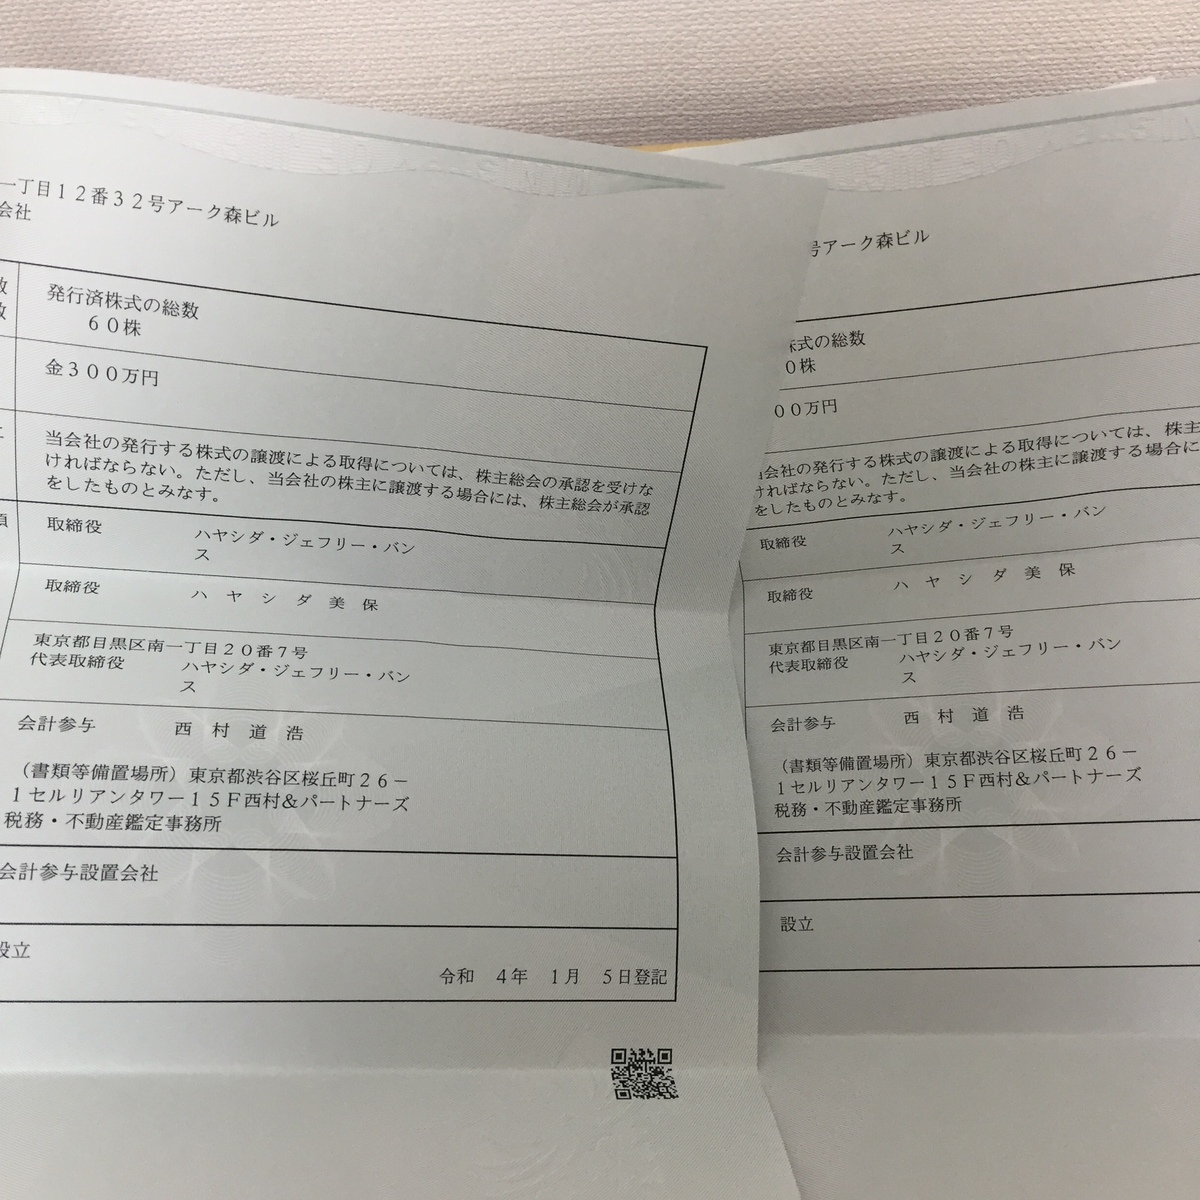 一丁目１２番３２号アーク森ビル
会社
数
数
発行済株式の総数
６０株
金３００万円
当会社の発行する株式の譲渡による取得については、株主総会の承認を受けな
ければならない。ただし、当会社の株主に譲渡する場合には、株主総会が承認
をしたものとみなす。
項
取締役　ハヤシダ・ジェフリー・バン
ス
取締役　ハ　ヤ　シ　ダ　美　保
東京都目黒区南一丁目２０番７号
代表取締役　ハヤシダ・ジェフリー・バン
ス
会計参与　西　村　道　浩
（書類等備置場所）東京都渋谷区桜丘町２６－
１セルリアンタワー１５Ｆ西村＆パートナーズ
税務・不動産鑑定事務所
会計参与設置会社
設立
令和　４年　１月　５日登記
号アーク森ビル
株式の総数
０株
００万円
当会社の発行する株式の譲渡による取得については、株主
ければならない。ただし、当会社の株主に譲渡する場合に
をしたものとみなす。
取締役　ハヤシダ・ジェフリー・バン
ス
取締役　ハ　ヤ　シ　ダ　美　保
東京都目黒区南一丁目２０番７号
代表取締役　ハヤシダ・ジェフリー・バン
ス
会計参与　西　村　道　浩
（書類等備置場所）東京都渋谷区桜丘町２６－
１セルリアンタワー１５Ｆ西村＆パートナーズ
税務・不動産鑑定事務所
会計参与設置会社
設立